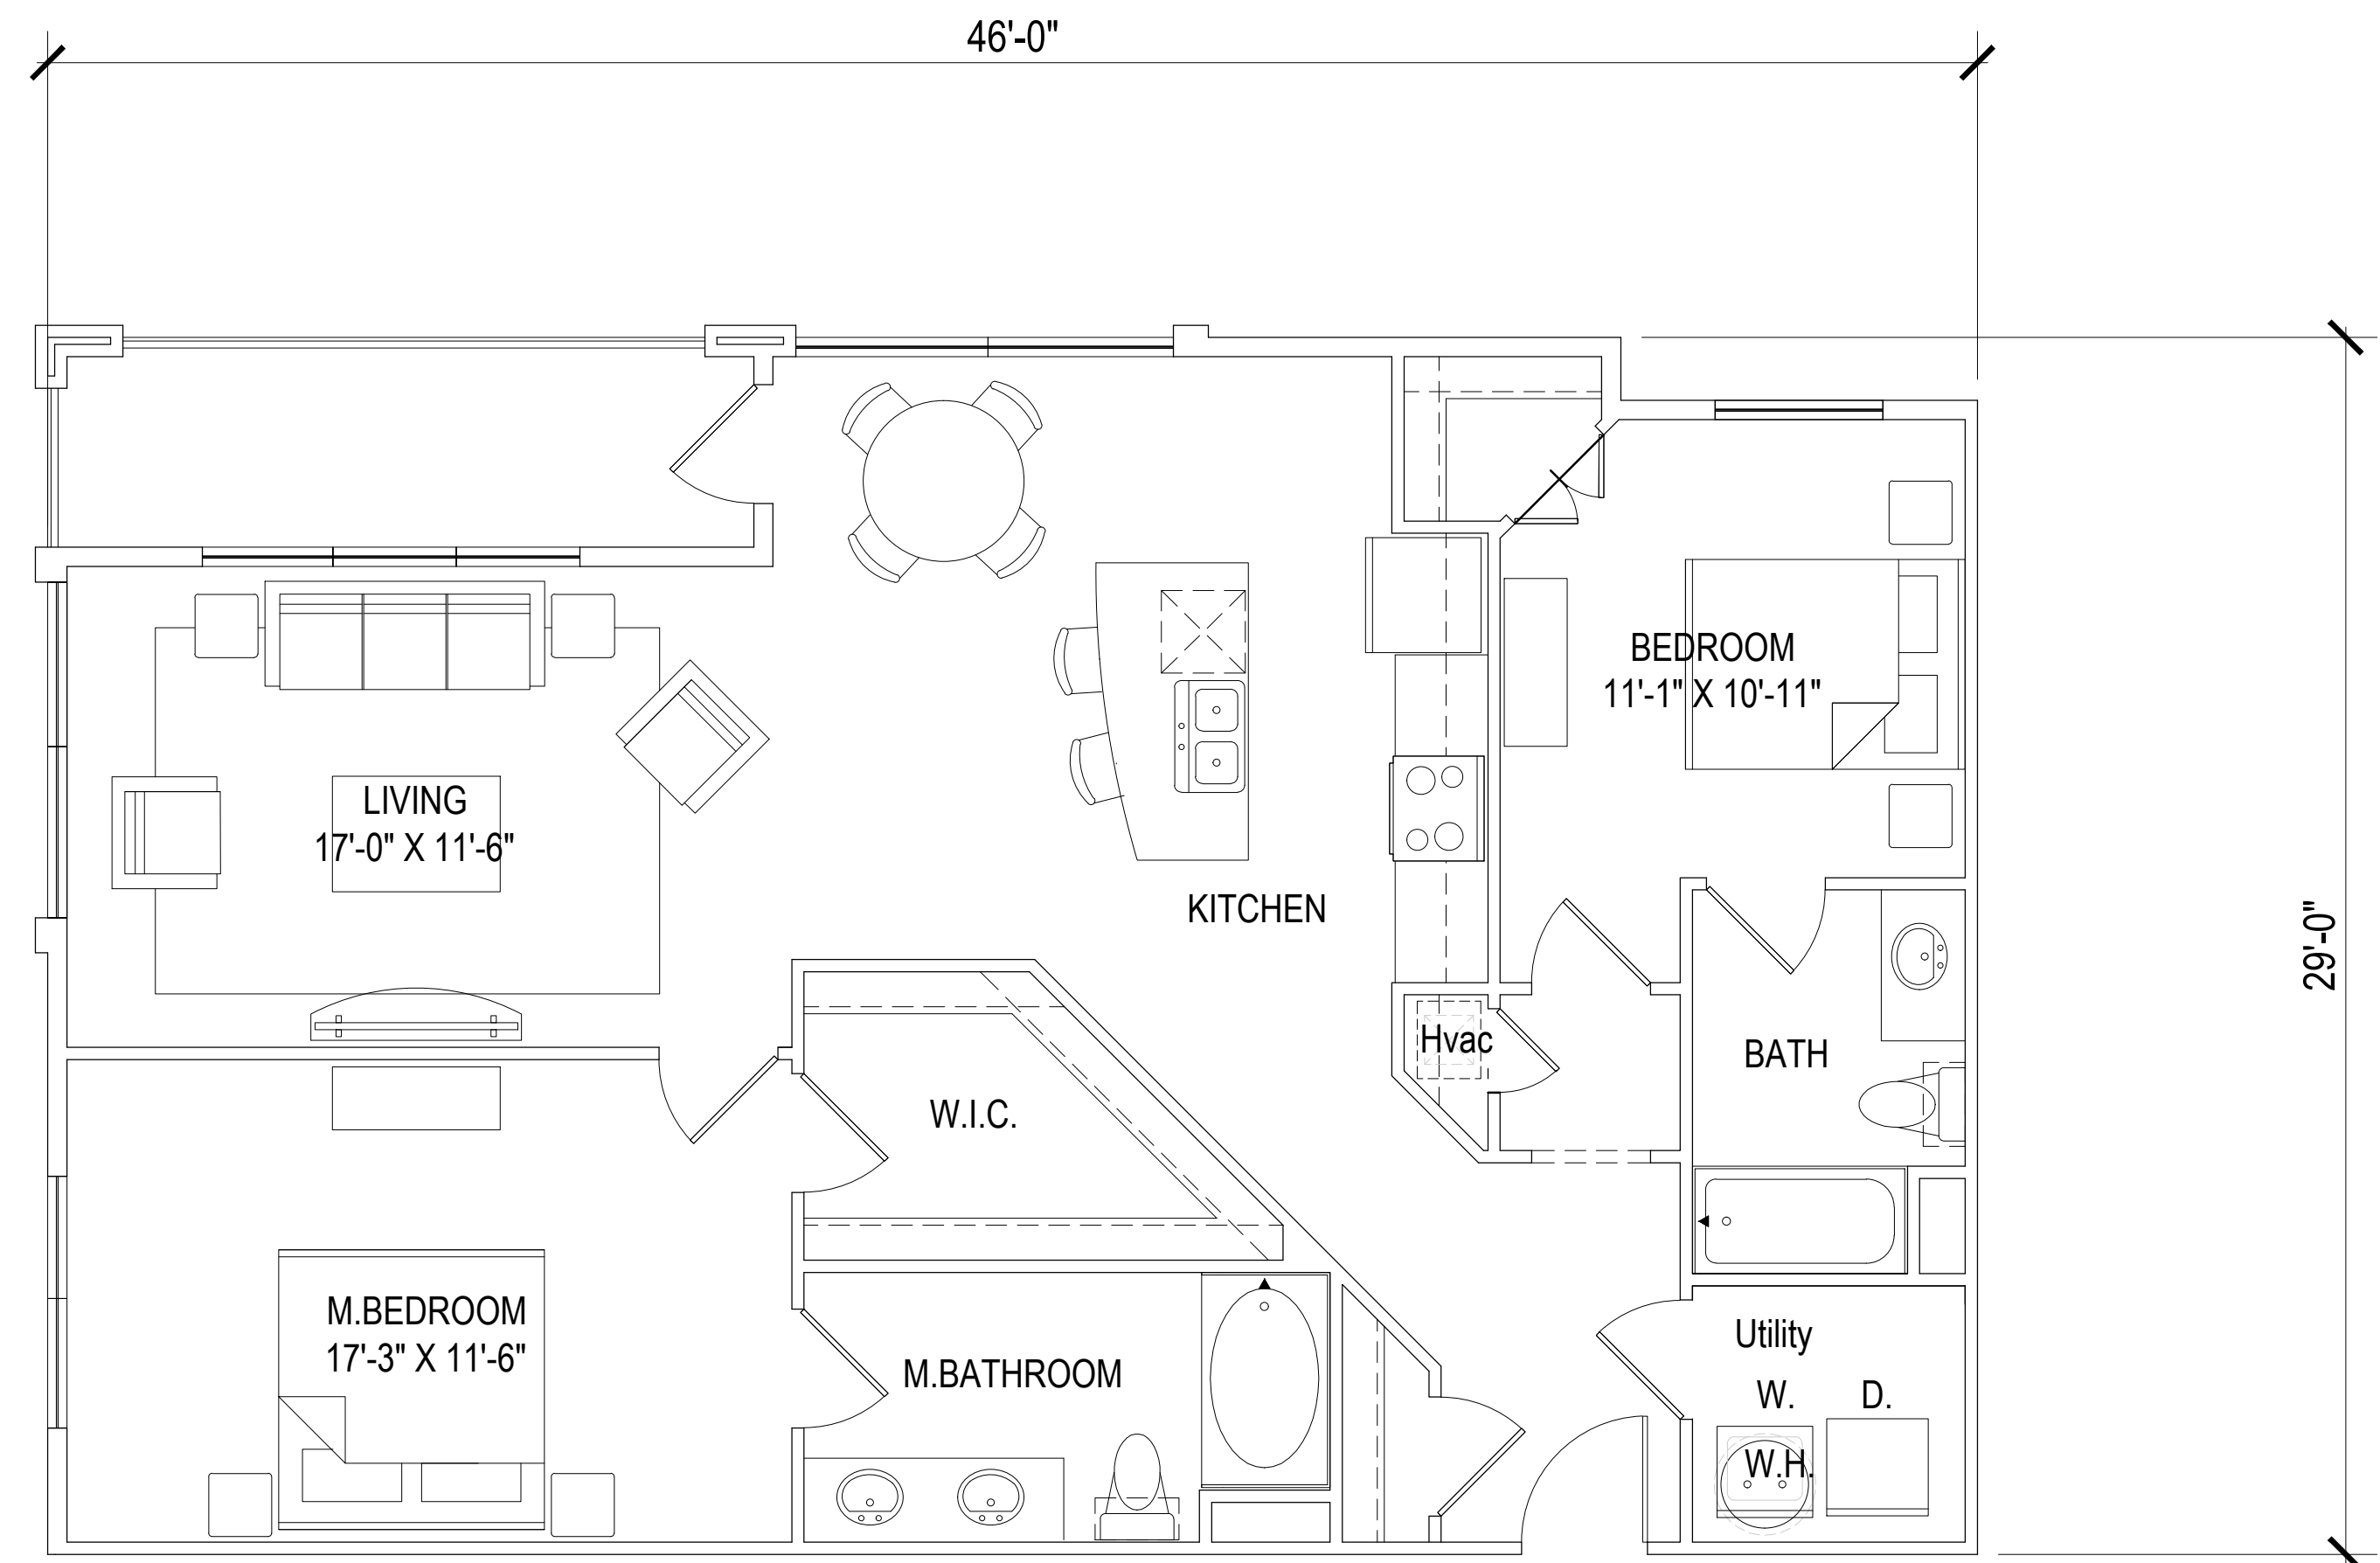 46'-0"
BEDROOM
11'-1" X 10'-11"
LIVING
17'-0" X 11'-6"
KITCHEN
29'-0"
Hvac
BATH
W.I.C.
M.BEDROOM
17'-3" X 11'-6"
M.BATHROOM
Utility
W. D.
W.H.